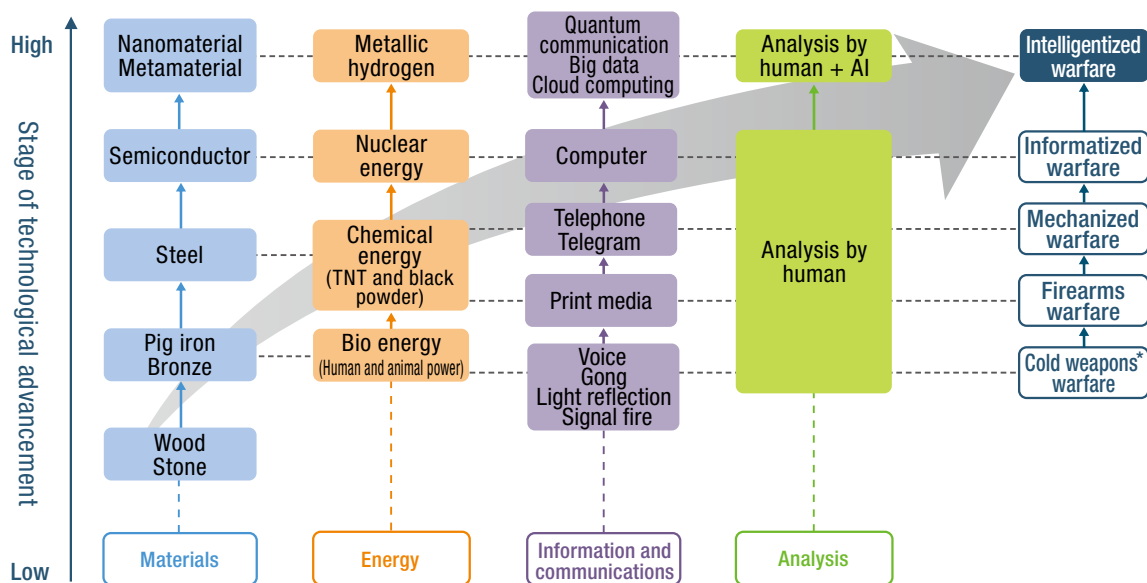 High
Stage of technological advancement
Low
Nanomaterial
Metamaterial
Semiconductor
Steel
Pig iron
Bronze
Wood
Stone
Materials
Metallic
hydrogen
Nuclear
energy
Chemical
energy
(TNT and black
powder)
Bio energy
(Human and animal power)
Energy
Quantum
communication
Big data
Cloud computing
Computer
Telephone
Telegram
Print media
Voice
Gong
Light reflection
Signal fire
Information and
communications
Analysis by
human + AI
Analysis by
human
Analysis
Intelligentized
warfare
Informatized
warfare
Mechanized
warfare
Firearms
warfare
Cold weapons*
warfare